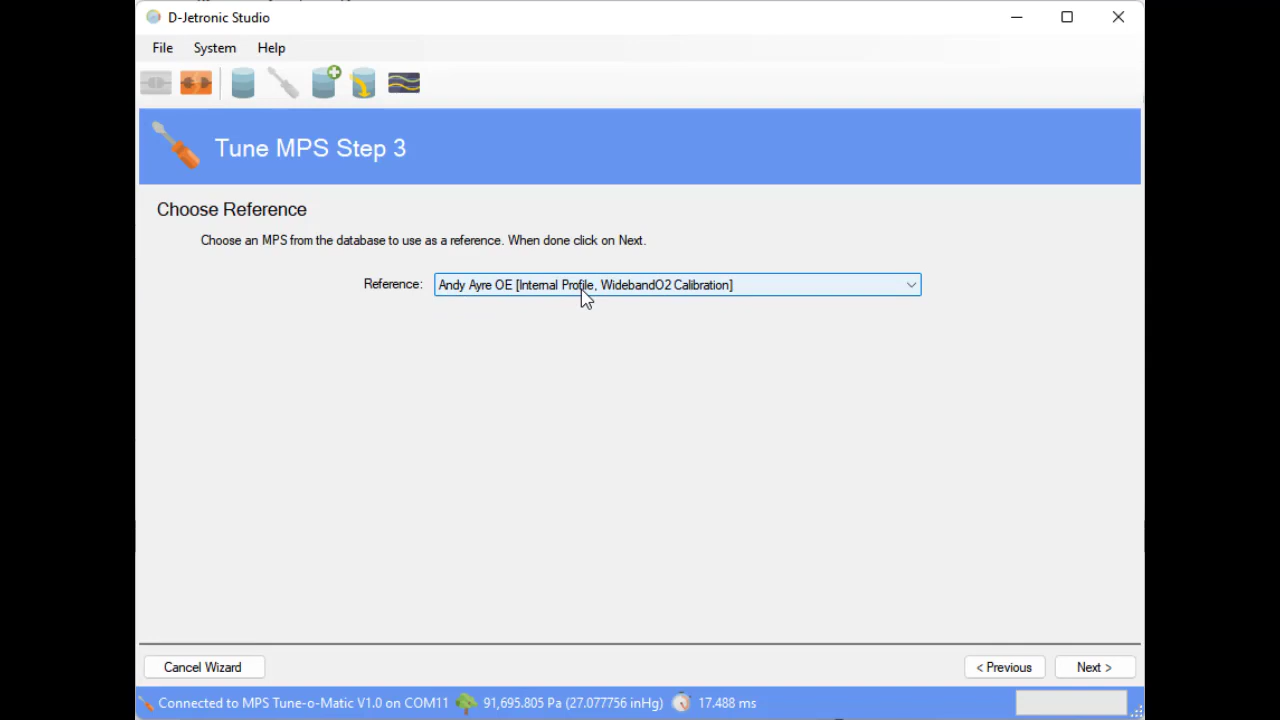 D-Jetronic Studio
File System Help
Tune MPS Step 3
Choose Reference
Choose an MPS from the database to use as a reference. When done click on Next.
Reference: Andy Ayre OE [Internal Profile, WidebandO2 Calibration]
Cancel Wizard < Previous Next >
Connected to MPS Tune-o-Matic V1.0 on COM11 91,695.805 Pa (27.077756 inHg) 17.488 ms